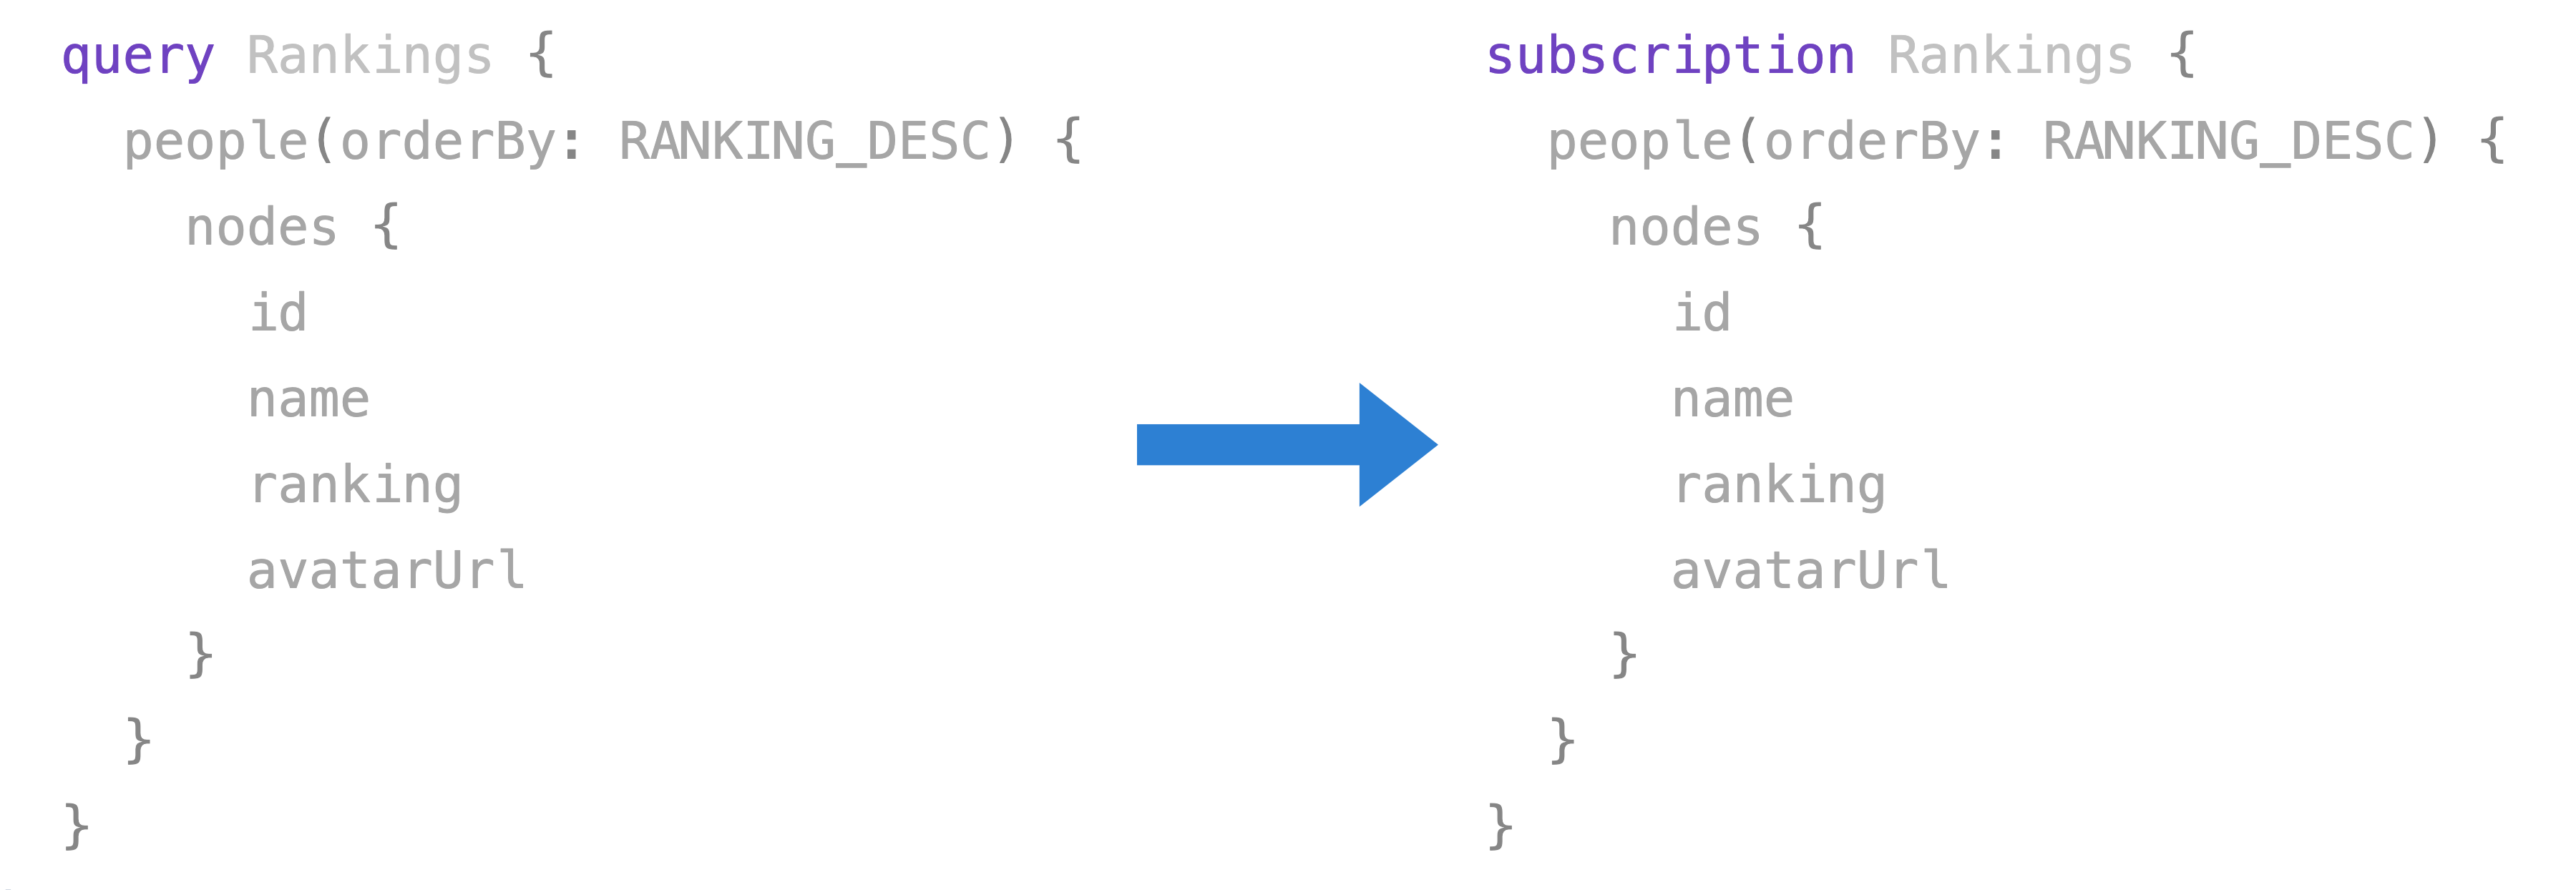 query Rankings {
  people(orderBy: RANKING_DESC) {
    nodes {
      id
      name
      ranking
      avatarUrl
    }
  }
}
subscription Rankings {
  people(orderBy: RANKING_DESC) {
    nodes {
      id
      name
      ranking
      avatarUrl
    }
  }
}